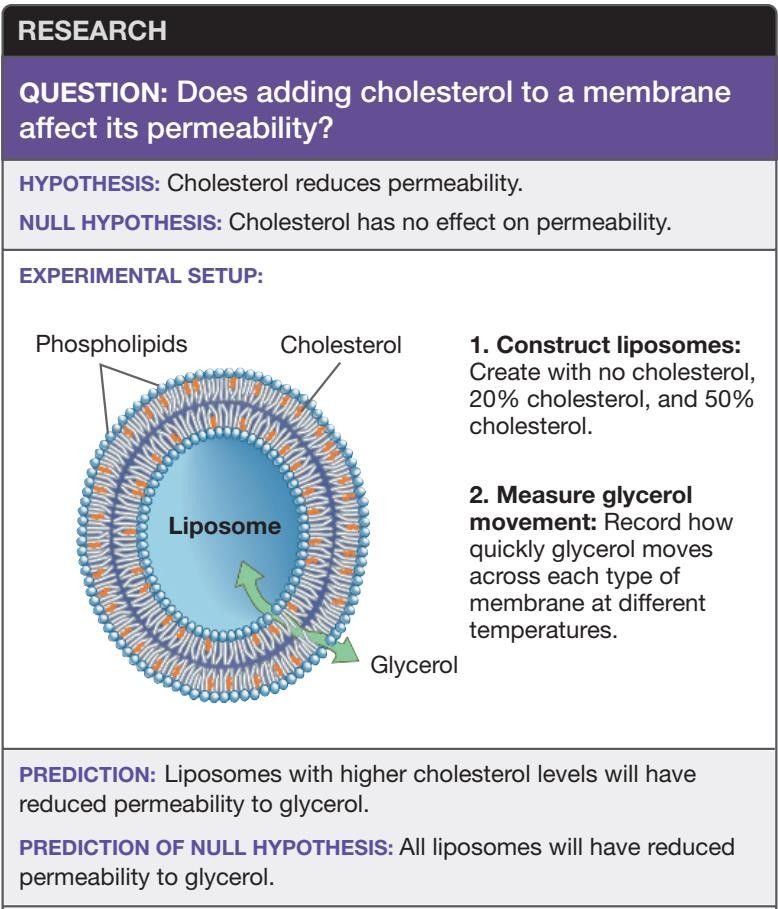 RESEARCH
QUESTION: Does adding cholesterol to a membrane
affect its permeability?
HYPOTHESIS: Cholesterol reduces permeability.
NULL HYPOTHESIS: Cholesterol has no effect on permeability.
EXPERIMENTAL SETUP:
Phospholipids
Cholesterol
Liposome
Glycerol
1. Construct liposomes:
Create with no cholesterol,
20% cholesterol, and 50%
cholesterol.
2. Measure glycerol
movement: Record how
quickly glycerol moves
across each type of
membrane at different
temperatures.
PREDICTION: Liposomes with higher cholesterol levels will have
reduced permeability to glycerol.
PREDICTION OF NULL HYPOTHESIS: All liposomes will have reduced
permeability to glycerol.